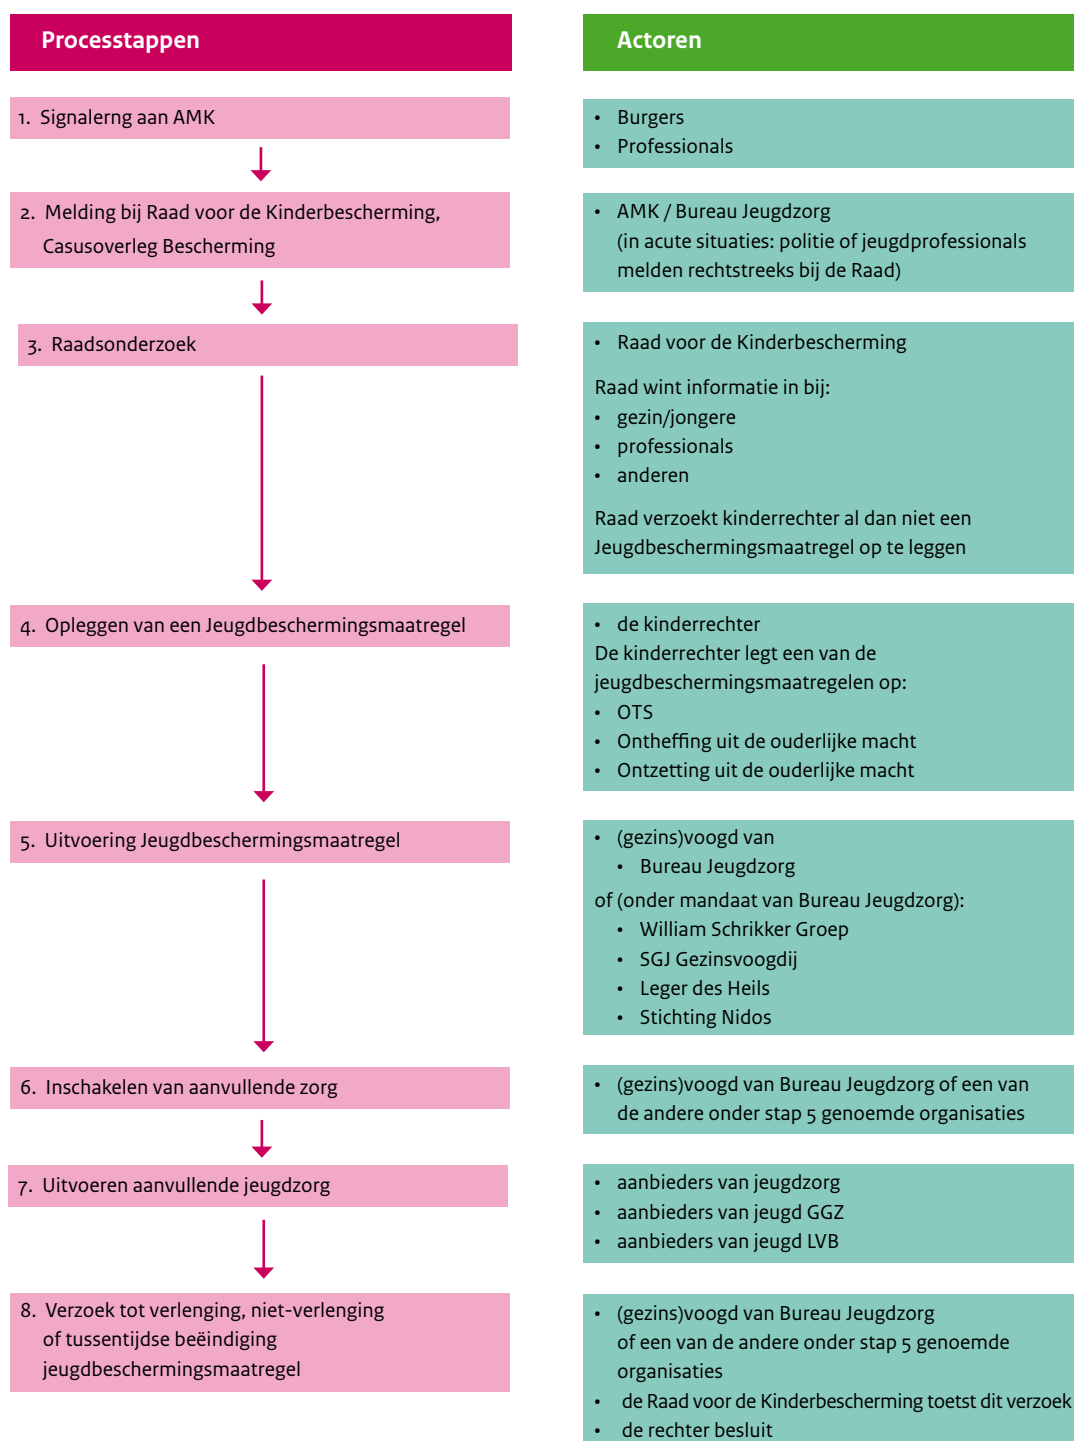 Processtappen
Actoren
1. Signalerng aan AMK
• Burgers
• Professionals
2. Melding bij Raad voor de Kinderbescherming,
Casusoverleg Bescherming
• AMK / Bureau Jeugdzorg
(in acute situaties: politie of jeugdprofessionals
melden rechtstreeks bij de Raad)
3. Raadsonderzoek
• Raad voor de Kinderbescherming
Raad wint informatie in bij:
• gezin/jongere
• professionals
• anderen
Raad verzoekt kinderrechter al dan niet een
Jeugdbeschermingsmaatregel op te leggen
4. Opleggen van een Jeugdbeschermingsmaatregel
• de kinderrechter
De kinderrechter legt een van de
jeugdbeschermingsmaatregelen op:
• OTS
• Ontheffing uit de ouderlijke macht
• Ontzetting uit de ouderlijke macht
5. Uitvoering Jeugdbeschermingsmaatregel
• (gezins)voogd van
• Bureau Jeugdzorg
of (onder mandaat van Bureau Jeugdzorg):
• William Schrikker Groep
• SGJ Gezinsvoogdij
• Leger des Heils
• Stichting Nidos
6. Inschakelen van aanvullende zorg
• (gezins)voogd van Bureau Jeugdzorg of een van
de andere onder stap 5 genoemde organisaties
7. Uitvoeren aanvullende jeugdzorg
• aanbieders van jeugdzorg
• aanbieders van jeugd GGZ
• aanbieders van jeugd LVB
8. Verzoek tot verlenging, niet-verlenging
of tussentijdse beëindiging
jeugdbeschermingsmaatregel
• (gezins)voogd van Bureau Jeugdzorg
of een van de andere onder stap 5 genoemde
organisaties
• de Raad voor de Kinderbescherming toetst dit verzoek
• de rechter besluit